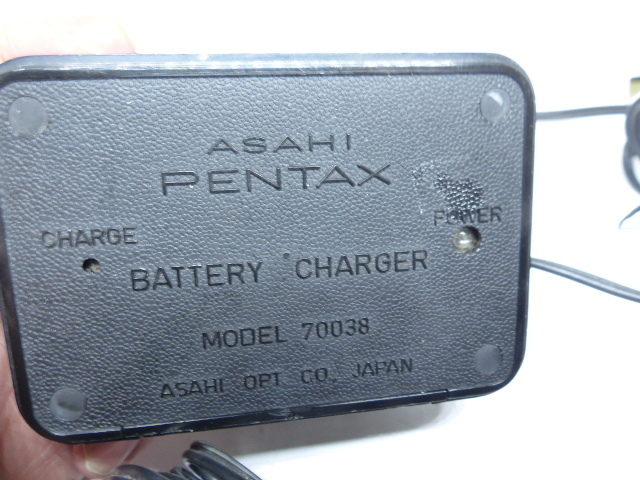 ASAHI
PENTAX
POWER
CHARGE
BATTERY CHARGER
MODEL 70038
ASAHI OPT. CO., JAPAN